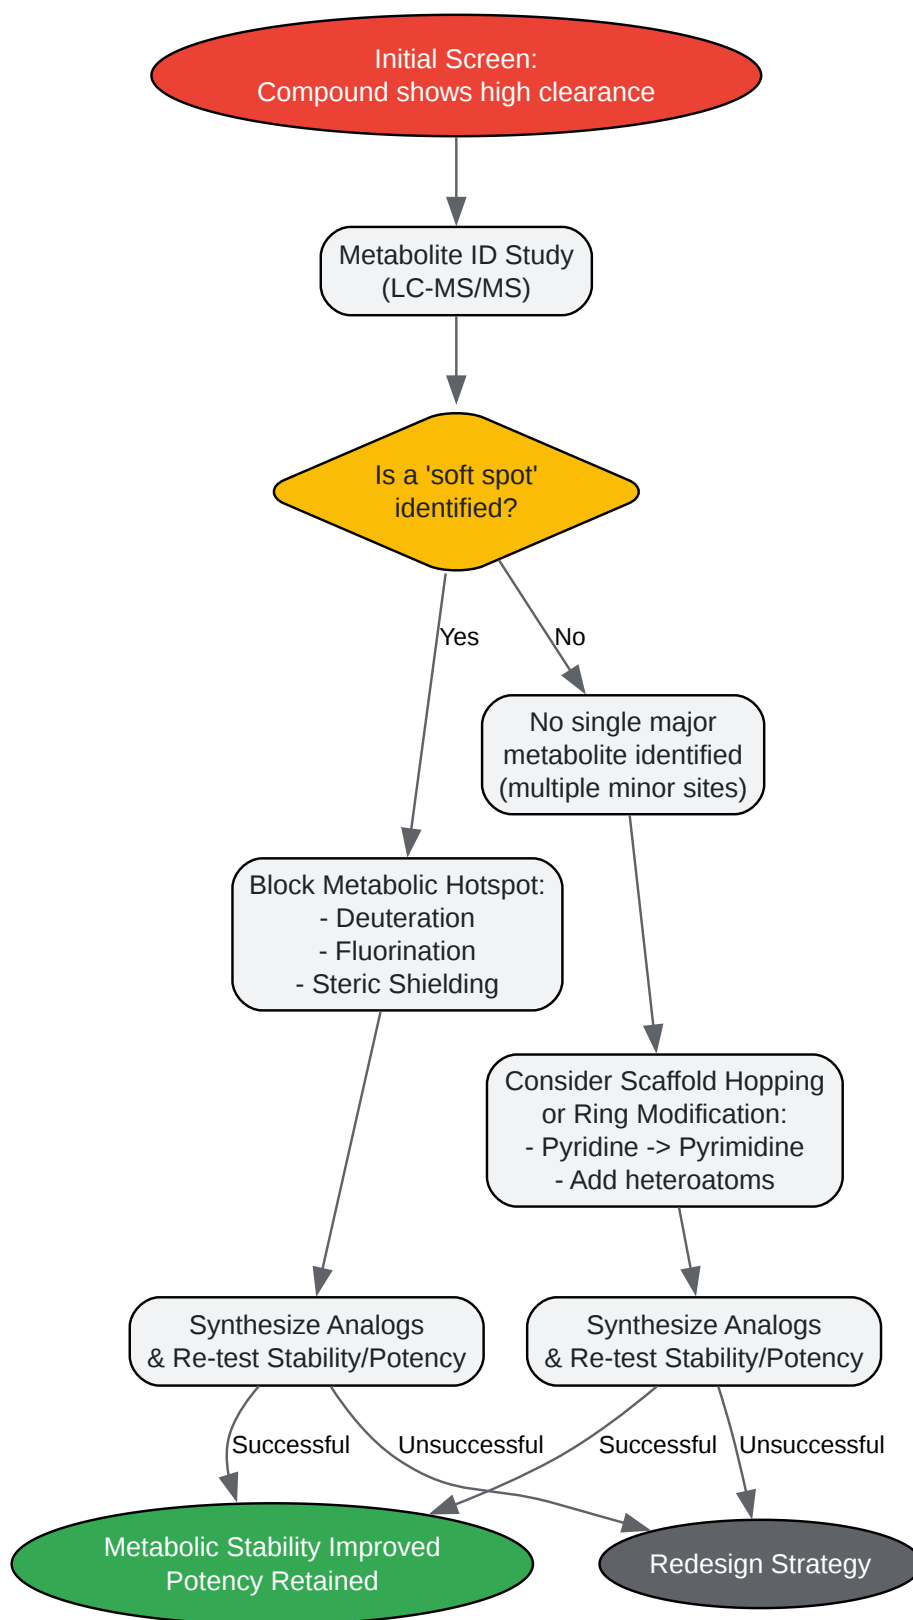 Initial Screen:
Compound shows high clearance
Metabolite ID Study
(LC-MS/MS)
Is a 'soft spot'
identified?
Yes
No
No single major
metabolite identified
(multiple minor sites)
Block Metabolic Hotspot:
- Deuteration
- Fluorination
- Steric Shielding
Consider Scaffold Hopping
or Ring Modification:
- Pyridine -> Pyrimidine
- Add heteroatoms
Synthesize Analogs
& Re-test Stability/Potency
Synthesize Analogs
& Re-test Stability/Potency
Successful
Unsuccessful
Successful
Unsuccessful
Metabolic Stability Improved
Potency Retained
Redesign Strategy